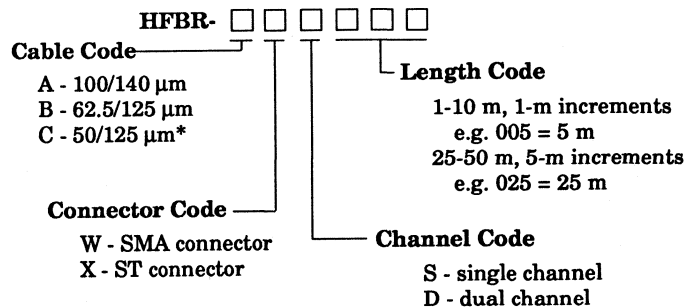 HFBR-
Cable Code
A - 100/140 µm
B - 62.5/125 µm
C - 50/125 µm*
Length Code
1-10 m, 1-m increments
e.g. 005 = 5 m
25-50 m, 5-m increments
e.g. 025 = 25 m
Connector Code
W - SMA connector
X - ST connector
Channel Code
S - single channel
D - dual channel